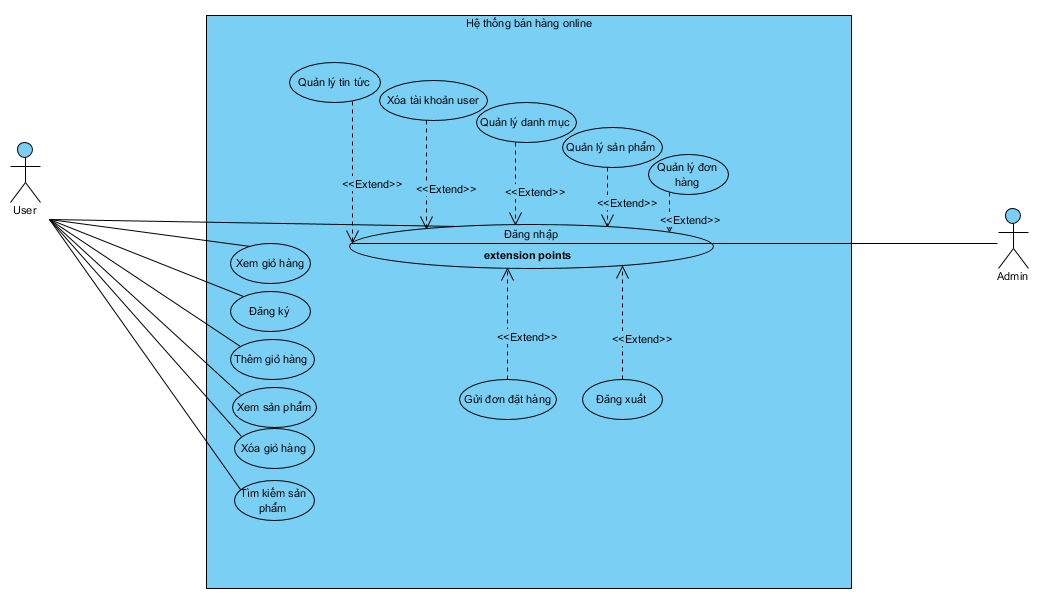 Hệ thống bán hàng online
Quản lý tin tức
Xóa tài khoản user
Quản lý danh mục
Quản lý sản phẩm
Quản lý đơn
hàng
<<Extend>>
<<Extend>>
<<Extend>>
<<Extend>>
<<Extend>>
User
Đăng nhập
extension points
Admin
Xem giỏ hàng
Đăng ký
Thêm giỏ hàng
Xem sản phẩm
Xóa giỏ hàng
Tìm kiếm sản
phẩm
<<Extend>>
<<Extend>>
Gửi đơn đặt hàng
Đăng xuất